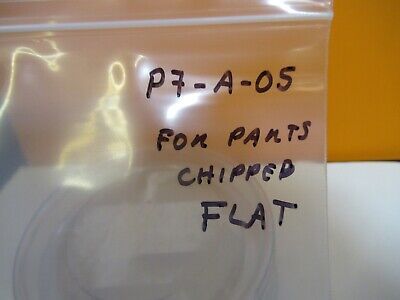 P7-A-05
FOR PARTS
CHIPPED
FLAT